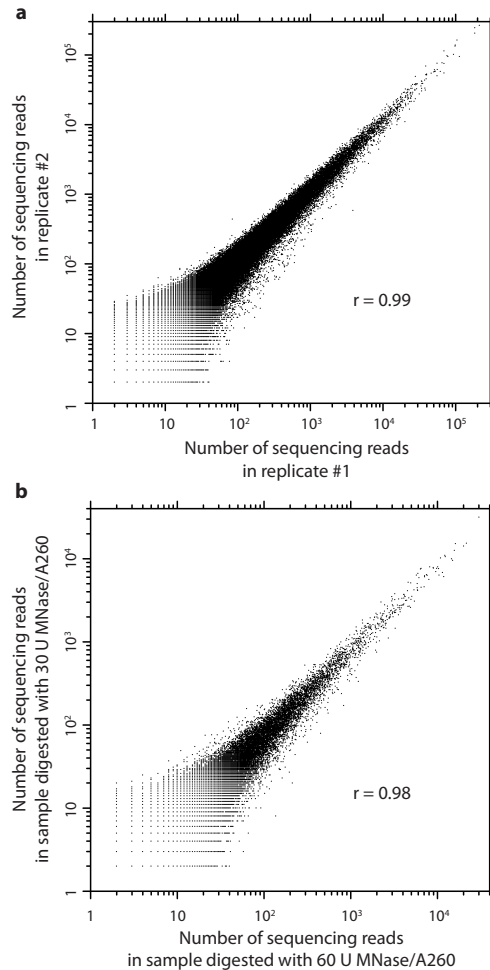 a
10⁵
10⁴
10³
10²
10
1
Number of sequencing reads
in replicate #2
r = 0.99
1 10 10² 10³ 10⁴ 10⁵
Number of sequencing reads
in replicate #1
b
10⁴
10³
10²
10
1
Number of sequencing reads
in sample digested with 30 U MNase/A260
r = 0.98
1 10 10² 10³ 10⁴
Number of sequencing reads
in sample digested with 60 U MNase/A260